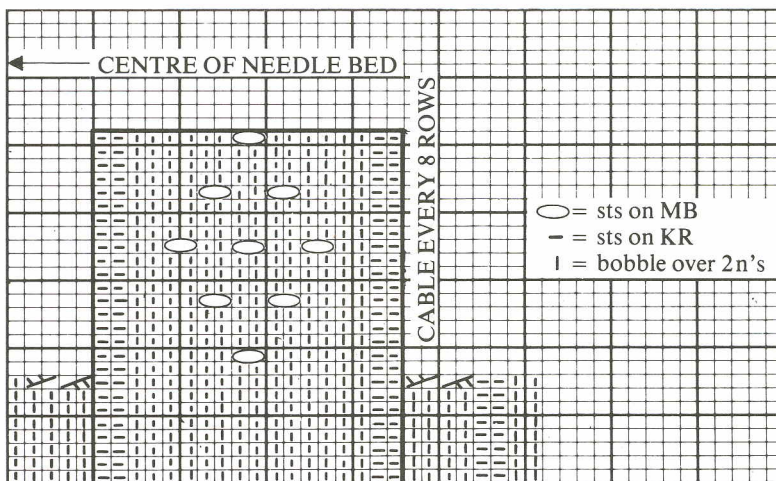 CENTRE OF NEEDLE BED
CABLE EVERY 8 ROWS
= sts on MB
= sts on KR
= bobble over 2n's